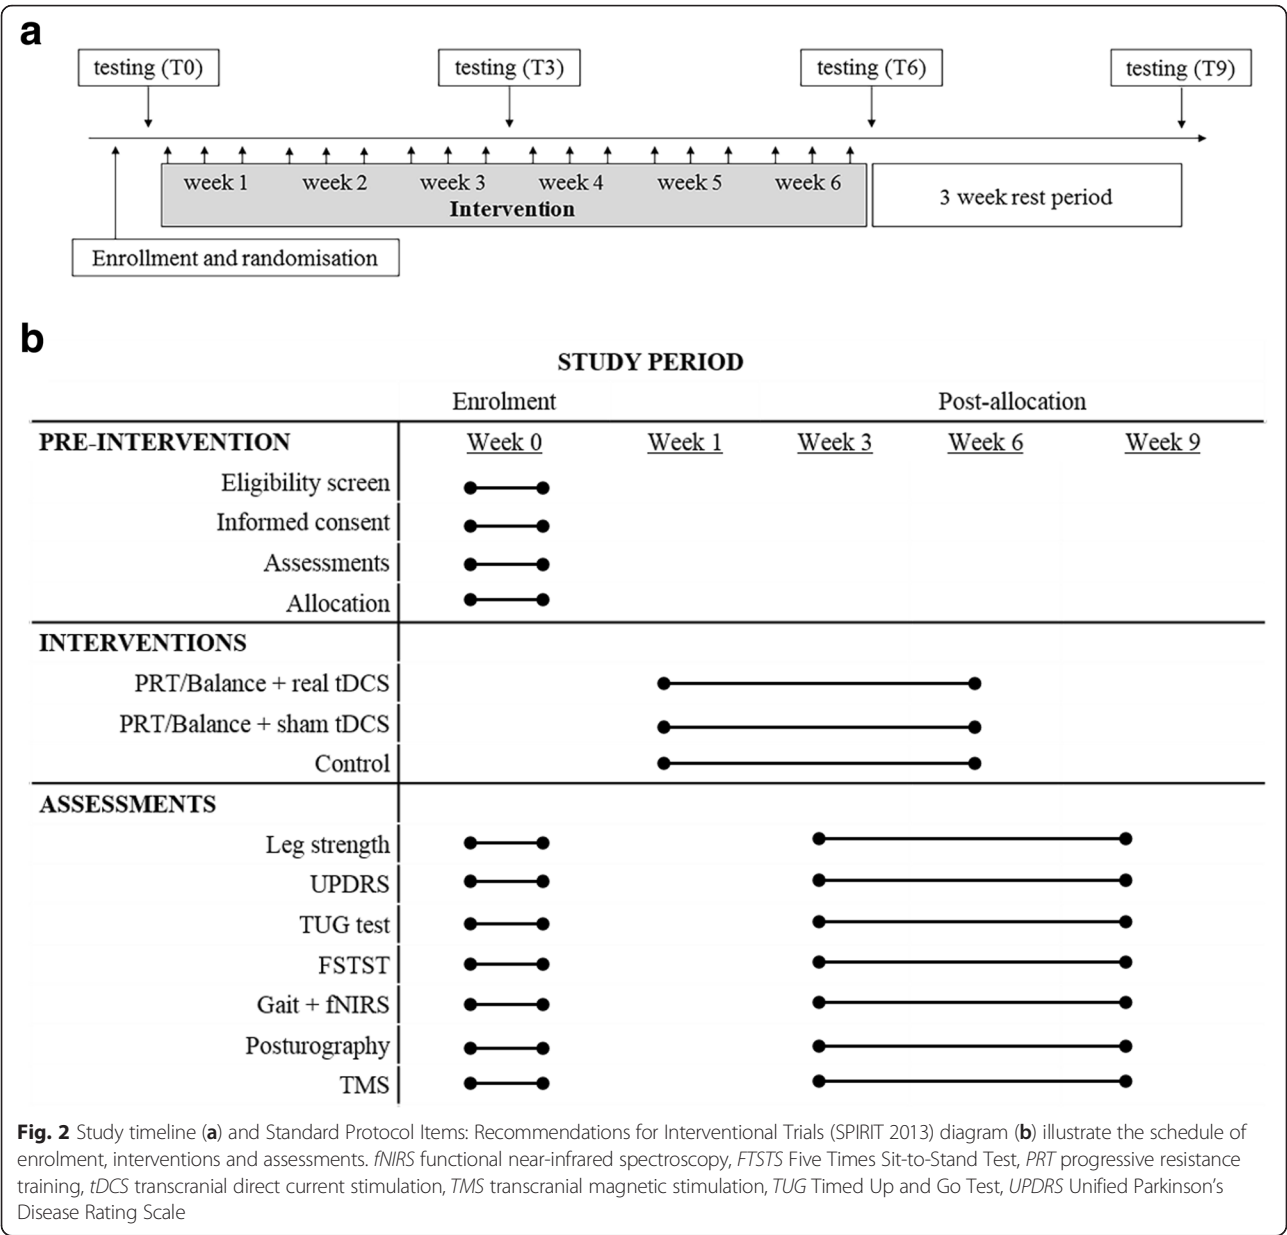 a
testing (T0)
testing (T3)
testing (T6)
testing (T9)
week 1
week 2
week 3
week 4
week 5
week 6
Intervention
3 week rest period
Enrollment and randomisation
b
STUDY PERIOD
Enrolment
Post-allocation
PRE-INTERVENTION
Week 0
Week 1
Week 3
Week 6
Week 9
Eligibility screen
Informed consent
Assessments
Allocation
INTERVENTIONS
PRT/Balance + real tDCS
PRT/Balance + sham tDCS
Control
ASSESSMENTS
Leg strength
UPDRS
TUG test
FSTST
Gait + fNIRS
Posturography
TMS
Fig. 2 Study timeline (a) and Standard Protocol Items: Recommendations for Interventional Trials (SPIRIT 2013) diagram (b) illustrate the schedule of
enrolment, interventions and assessments. fNIRS functional near-infrared spectroscopy, FTSTS Five Times Sit-to-Stand Test, PRT progressive resistance
training, tDCS transcranial direct current stimulation, TMS transcranial magnetic stimulation, TUG Timed Up and Go Test, UPDRS Unified Parkinson's
Disease Rating Scale